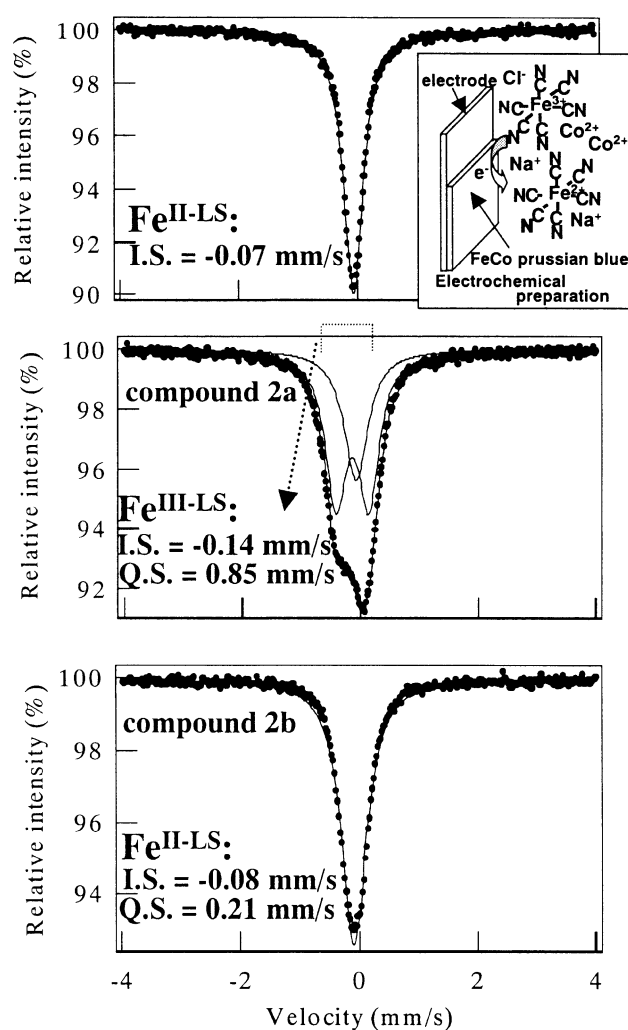 100
98
96
94
92
90
Relative intensity (%)
Fe^II-LS:
I.S. = -0.07 mm/s
electrode
Cl-
N
C
CN
NC
Fe3+
CN
C
N
C
N
Co2+
Co2+
e-
Na+
N
C
CN
NC
Fe2+
CN
C
N
C
N
Na+
FeCo prussian blue
Electrochemical
preparation
100
98
96
94
92
Relative intensity (%)
compound 2a
Fe^III-LS:
I.S. = -0.14 mm/s
Q.S. = 0.85 mm/s
100
98
96
94
Relative intensity (%)
compound 2b
Fe^II-LS:
I.S. = -0.08 mm/s
Q.S. = 0.21 mm/s
-4 -2 0 2 4
Velocity (mm/s)